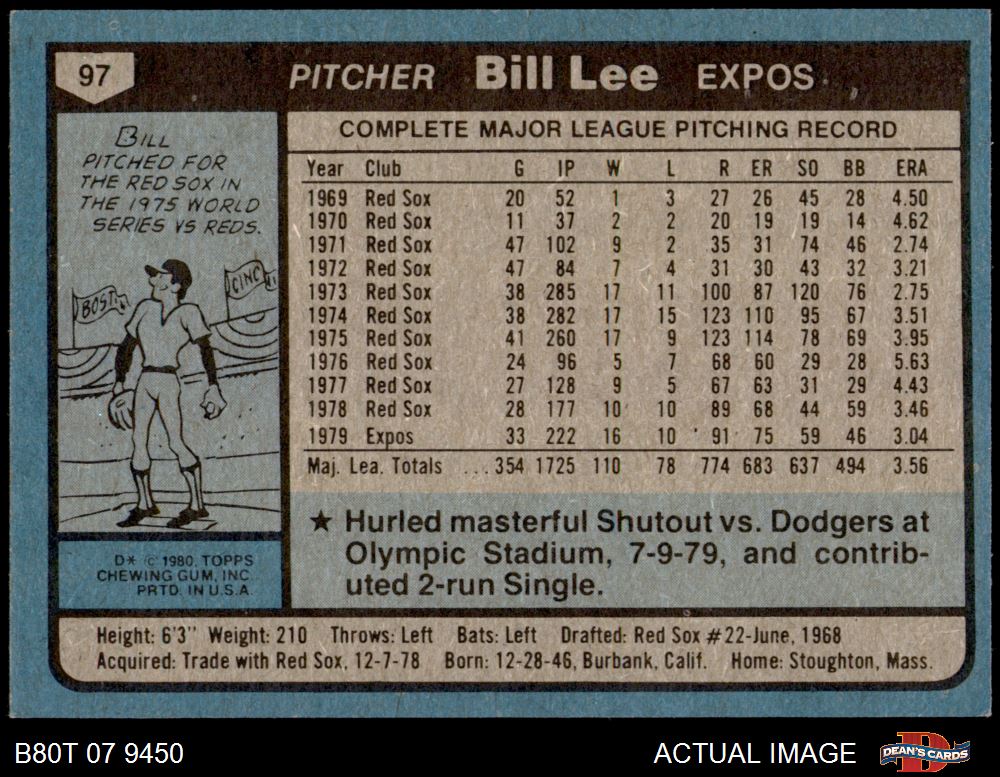 97
PITCHER Bill Lee EXPOS
BILL
PITCHED FOR
THE RED SOX IN
THE 1975 WORLD
SERIES VS REDS.
BOST
CINC
D* © 1980 TOPPS
CHEWING GUM, INC.
PRTD. IN U.S.A.
COMPLETE MAJOR LEAGUE PITCHING RECORD
Year Club G IP W L R ER SO BB ERA
1969 Red Sox 20 52 1 3 27 26 45 28 4.50
1970 Red Sox 11 37 2 2 20 19 19 14 4.62
1971 Red Sox 47 102 9 2 35 31 74 46 2.74
1972 Red Sox 47 84 7 4 31 30 43 32 3.21
1973 Red Sox 38 285 17 11 100 87 120 76 2.75
1974 Red Sox 38 282 17 15 123 110 95 67 3.51
1975 Red Sox 41 260 17 9 123 114 78 69 3.95
1976 Red Sox 24 96 5 7 68 60 29 28 5.63
1977 Red Sox 27 128 9 5 67 63 31 29 4.43
1978 Red Sox 28 177 10 10 89 68 44 59 3.46
1979 Expos 33 222 16 10 91 75 59 46 3.04
Maj. Lea. Totals ... 354 1725 110 78 774 683 637 494 3.56
★ Hurled masterful Shutout vs. Dodgers at
Olympic Stadium, 7-9-79, and contrib-
uted 2-run Single.
Height: 6'3" Weight: 210 Throws: Left Bats: Left Drafted: Red Sox #22-June, 1968
Acquired: Trade with Red Sox, 12-7-78 Born: 12-28-46, Burbank, Calif. Home: Stoughton, Mass.
B80T 07 9450
ACTUAL IMAGE
DEAN'S CARDS